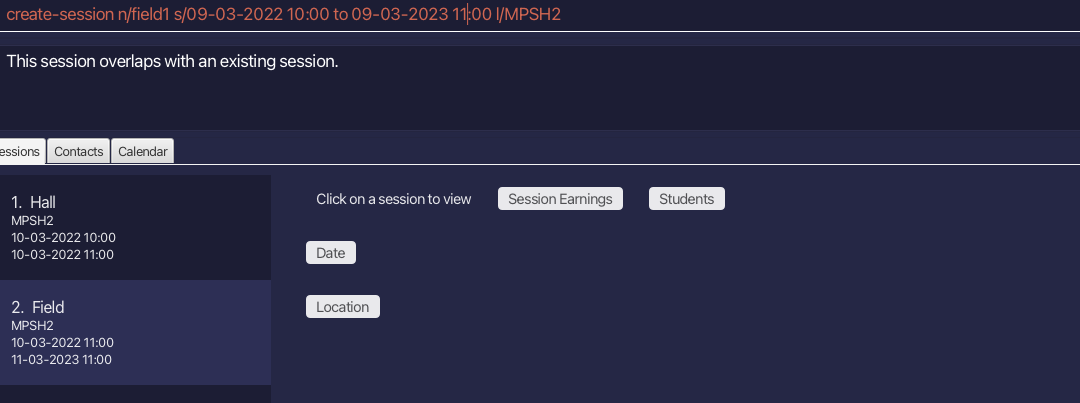 create-session n/field1 s/09-03-2022 10:00 to 09-03-2023 11:00 l/MPSH2
This session overlaps with an existing session.
essions Contacts Calendar
Click on a session to view Session Earnings Students
Date
Location
1. Hall
MPSH2
10-03-2022 10:00
10-03-2022 11:00
2. Field
MPSH2
10-03-2022 11:00
11-03-2023 11:00